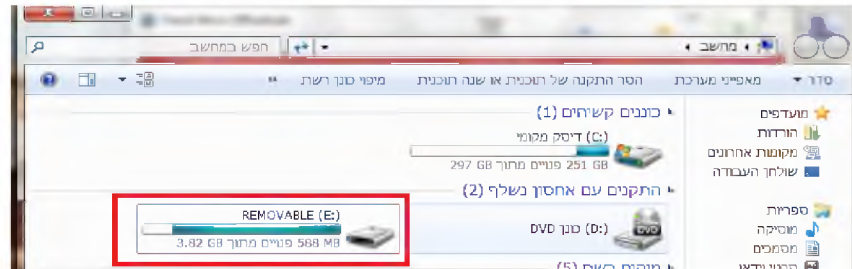 חפש במחשב
מחשב
סדר
מאפייני מערכת
הסר התקנה של תוכנית או שנה תוכנית
מיפוי כונן רשת
»
מועדפים
הורדות
מקומות אחרונים
שולחן העבודה
ספריות
מוסיקה
מסמכים
כוננים קשיחים (1)
דיסק מקומי (C:)
251 GB פנויים מתוך 297 GB
התקנים עם אחסון נשלף (2)
כונן DVD (D:)
DVD
REMOVABLE (E:)
588 MB פנויים מתוך 3.82 GB